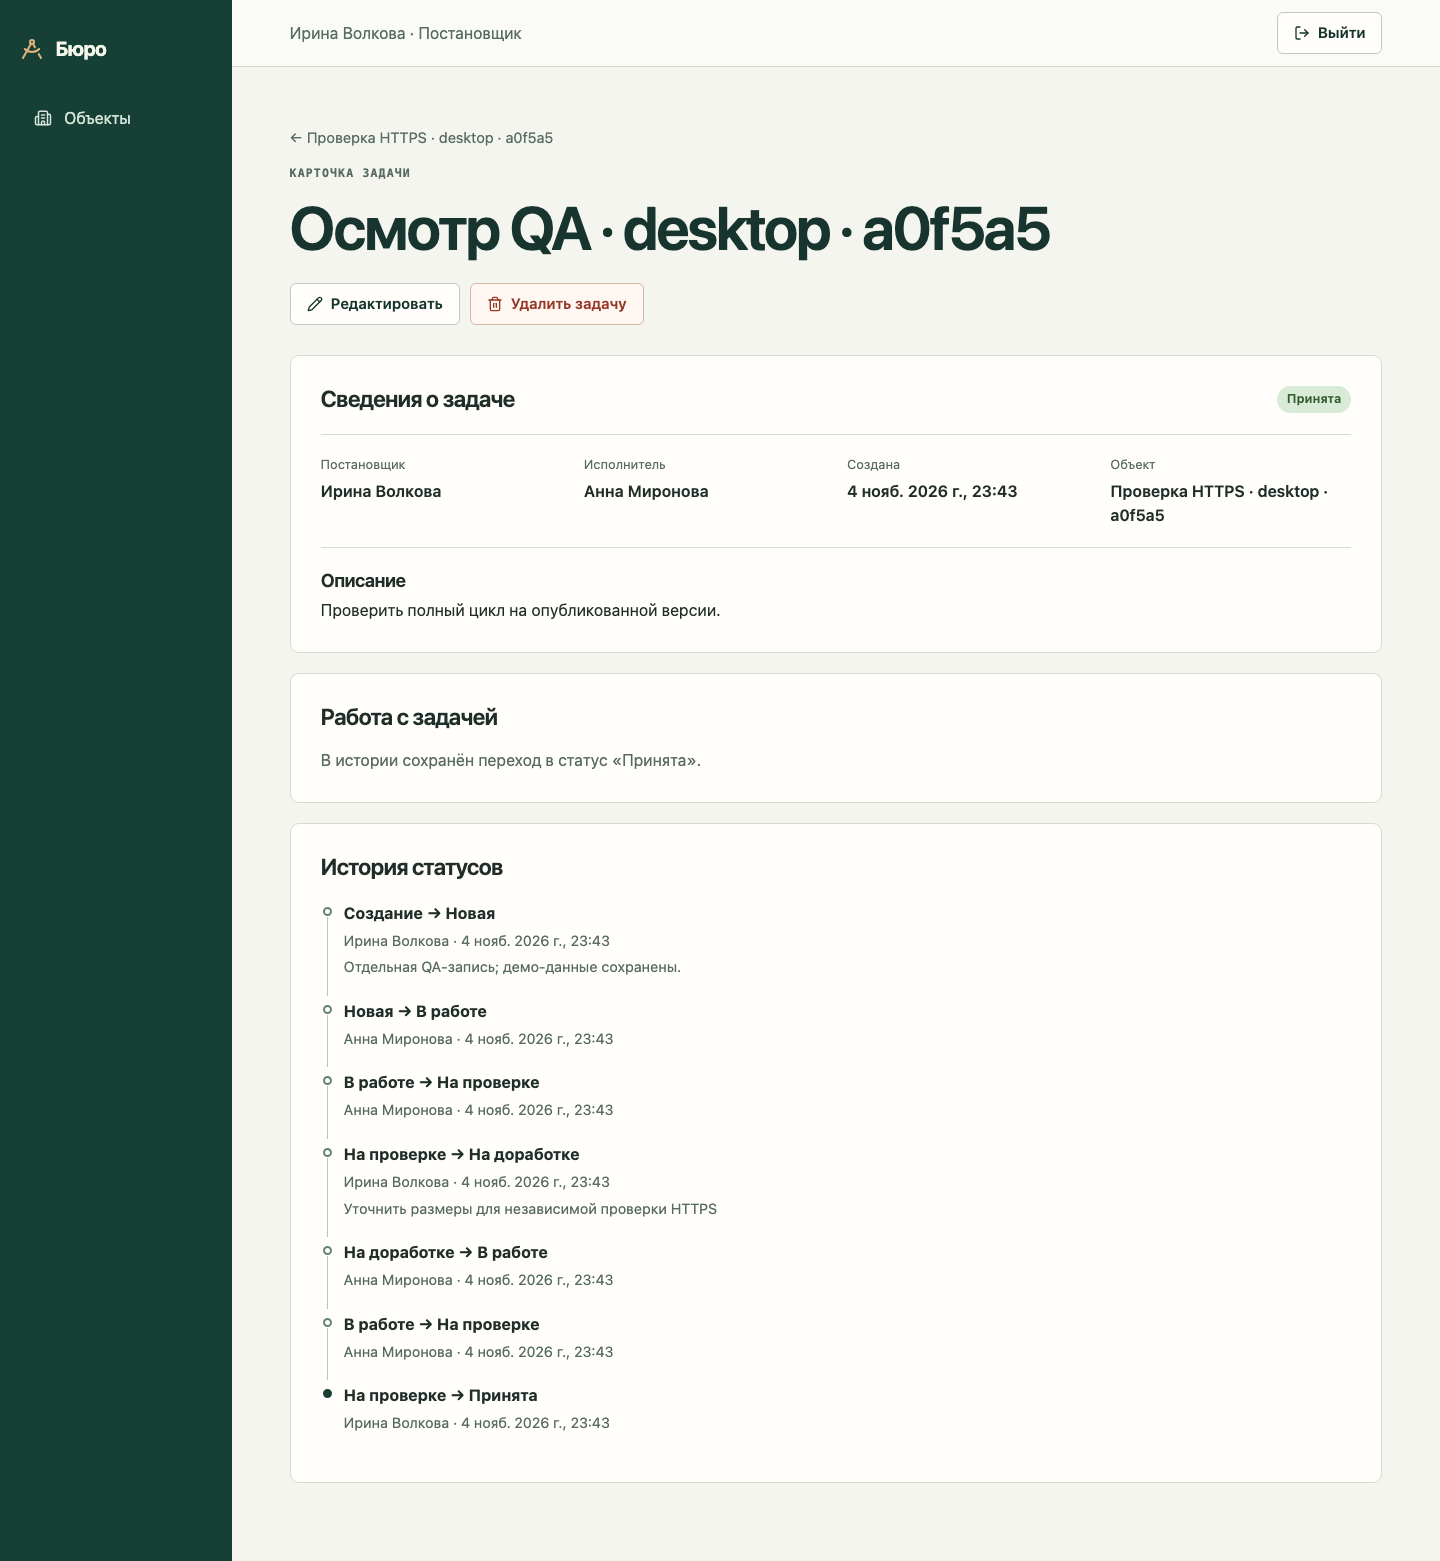 Бюро
Объекты
Ирина Волкова · Постановщик
Выйти
← Проверка HTTPS · desktop · a0f5a5
КАРТОЧКА ЗАДАЧИ
Осмотр QA · desktop · a0f5a5
Редактировать
Удалить задачу
Сведения о задаче
Принята
Постановщик
Ирина Волкова
Исполнитель
Анна Миронова
Создана
4 нояб. 2026 г., 23:43
Объект
Проверка HTTPS · desktop ·
a0f5a5
Описание
Проверить полный цикл на опубликованной версии.
Работа с задачей
В истории сохранён переход в статус «Принята».
История статусов
Создание → Новая
Ирина Волкова · 4 нояб. 2026 г., 23:43
Отдельная QA-запись; демо-данные сохранены.
Новая → В работе
Анна Миронова · 4 нояб. 2026 г., 23:43
В работе → На проверке
Анна Миронова · 4 нояб. 2026 г., 23:43
На проверке → На доработке
Ирина Волкова · 4 нояб. 2026 г., 23:43
Уточнить размеры для независимой проверки HTTPS
На доработке → В работе
Анна Миронова · 4 нояб. 2026 г., 23:43
В работе → На проверке
Анна Миронова · 4 нояб. 2026 г., 23:43
На проверке → Принята
Ирина Волкова · 4 нояб. 2026 г., 23:43